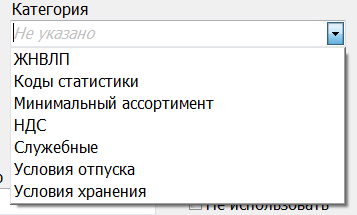 Категория
Не указано
ЖНВЛП
Коды статистики
Минимальный ассортимент
НДС
Служебные
Условия отпуска
Условия хранения
Не использовать